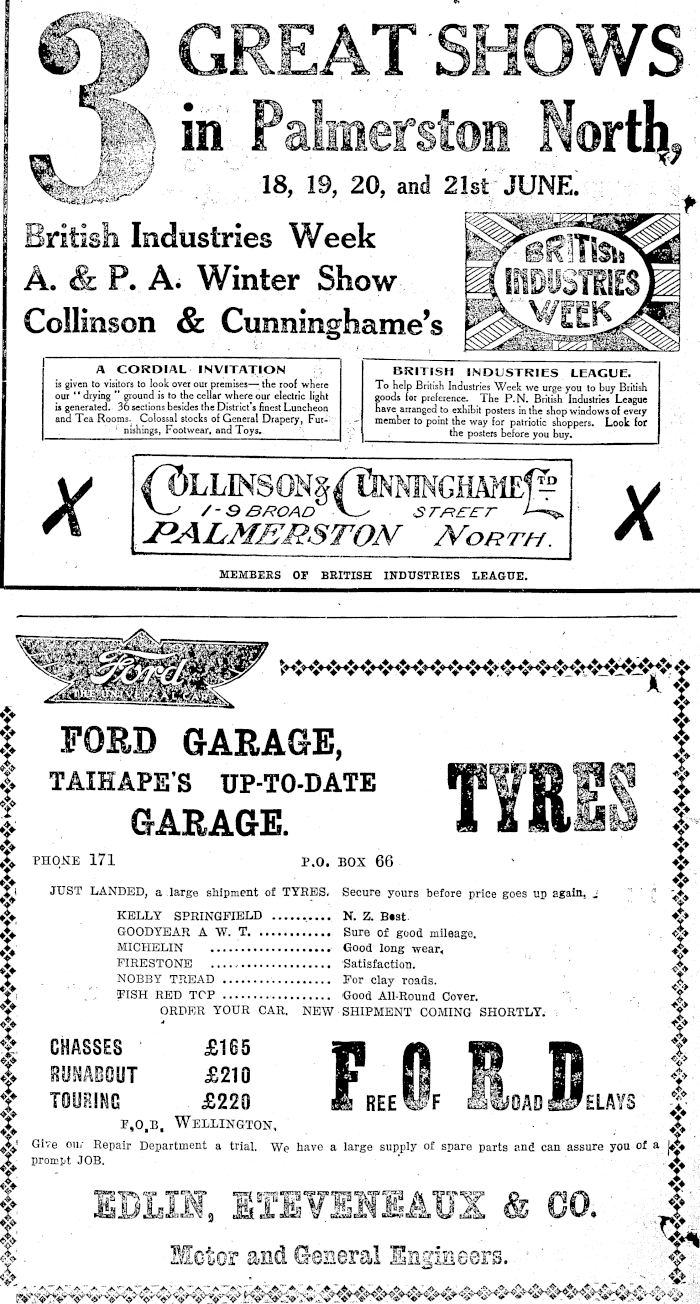 3 GREAT SHOWS
in Palmerston North,
18, 19, 20, and 21st JUNE.
British Industries Week
A. & P. A. Winter Show
Collinson & Cunninghame's
BRITISH
INDUSTRIES
WEEK
A CORDIAL INVITATION
is given to visitors to look over our premises—the roof where
our "drying" ground is to the cellar where our electric light
is generated. 36 sections besides the District's finest Luncheon
and Tea Rooms. Colossal stocks of General Drapery, Fur-
nishings, Footwear, and Toys.
BRITISH INDUSTRIES LEAGUE.
To help British Industries Week we urge you to buy British
goods for preference. The P.N. British Industries League
have arranged to exhibit posters in the shop windows of every
member to point the way for patriotic shoppers. Look for
the posters before you buy.
X
COLLINSON & CUNNINGHAME LTD.
1-9 BROAD STREET
PALMERSTON NORTH.
X
MEMBERS OF BRITISH INDUSTRIES LEAGUE.
Ford
THE UNIVERSAL CAR
FORD GARAGE,
TAIHAPE'S UP-TO-DATE
GARAGE.
TYRES
PHONE 171 P.O. BOX 66
JUST LANDED, a large shipment of TYRES. Secure yours before price goes up again,
KELLY SPRINGFIELD .......... N. Z. Best.
GOODYEAR A W. T. ............ Sure of good mileage.
MICHELIN .................... Good long wear.
FIRESTONE .................... Satisfaction.
NOBBY TREAD .................. For clay roads.
FISH RED TOP .................. Good All-Round Cover.
ORDER YOUR CAR. NEW SHIPMENT COMING SHORTLY.
CHASSES £165
RUNABOUT £210
TOURING £220
F.O.B. WELLINGTON.
FREE OF ROAD DELAYS
Give our Repair Department a trial. We have a large supply of spare parts and can assure you of a
prompt JOB.
EDLIN, ETEVENEAUX & CO.
Motor and General Engineers.